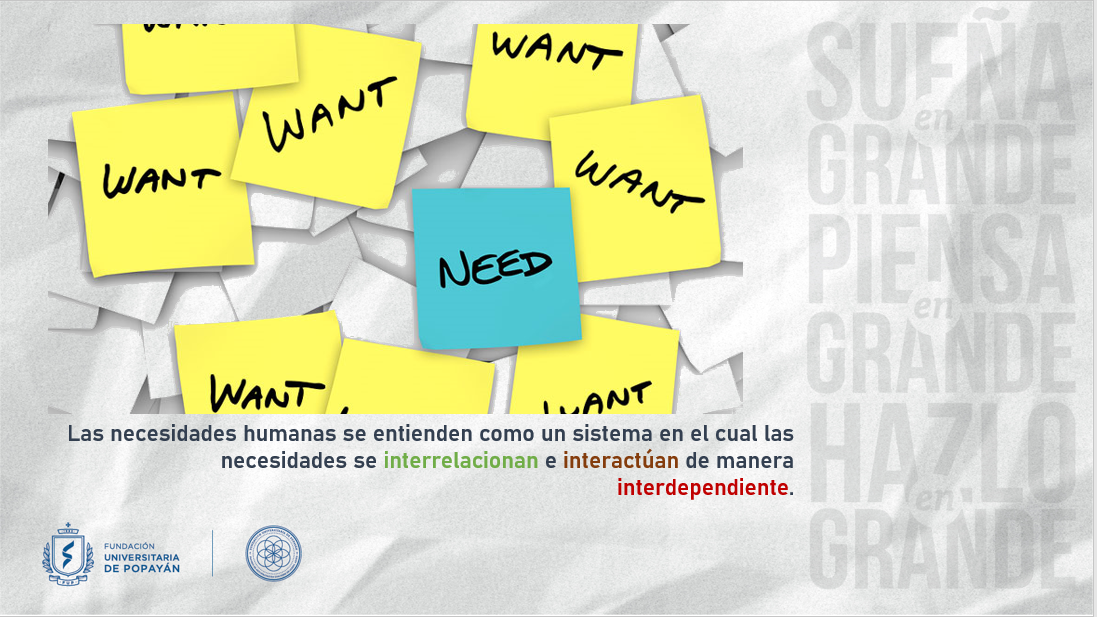 WANT
WANT
WANT
WANT
NEED
WANT
WANT
Las necesidades humanas se entienden como un sistema en el cual las
necesidades se interrelacionan e interactúan de manera
interdependiente.
FUNDACIÓN
UNIVERSITARIA
DE POPAYÁN
SUEÑA
en
GRANDE
PIENSA
en
GRANDE
HAZLO
en
GRANDE